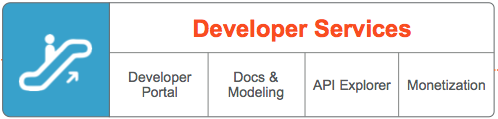 Developer Services
Developer
Portal
Docs &
Modeling
API Explorer
Monetization